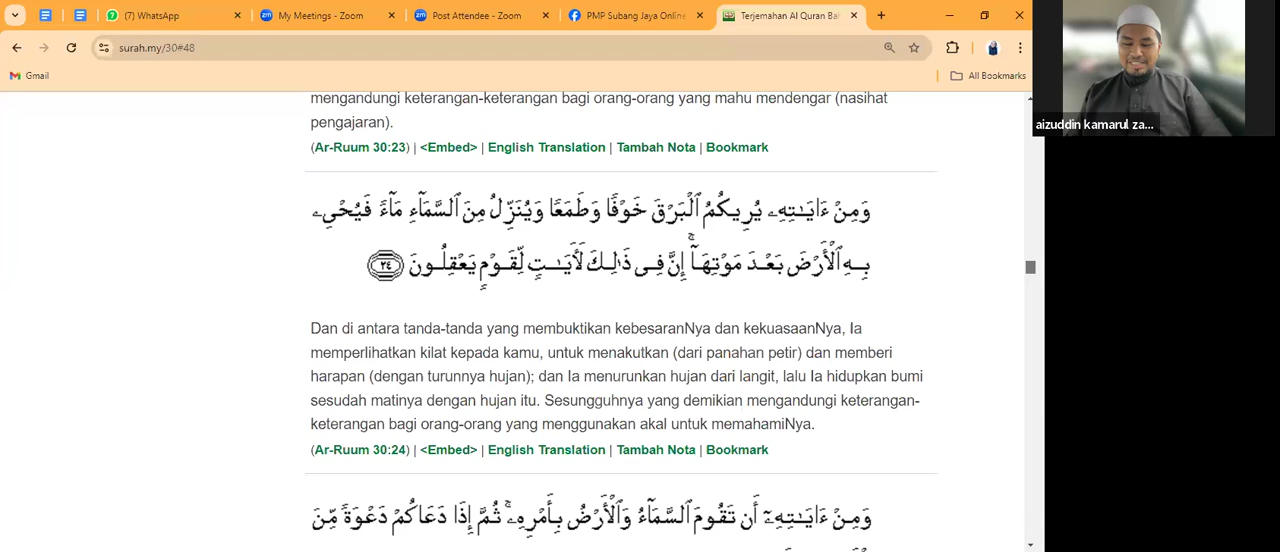 (7) WhatsApp
My Meetings - Zoom
Post Attendee - Zoom
PMP Subang Jaya Online
Terjemahan Al Quran Bah
surah.my/30#48
Gmail
All Bookmarks
aizuddin kamarul za...
mengandungi keterangan-keterangan bagi orang-orang yang mahu mendengar (nasihat
pengajaran).
(Ar-Ruum 30:23) | <Embed> | English Translation | Tambah Nota | Bookmark
وَمِنْ ءَايَـٰتِهِۦ يُرِيكُمُ ٱلْبَرْقَ خَوْفًا وَطَمَعًا وَيُنَزِّلُ مِنَ ٱلسَّمَآءِ مَآءً فَيُحْىِۦ
بِهِ ٱلْأَرْضَ بَعْدَ مَوْتِهَآ ۚ إِنَّ فِى ذَٰلِكَ لَـَٔايَـٰتٍ لِّقَوْمٍ يَعْقِلُونَ ٢٤
Dan di antara tanda-tanda yang membuktikan kebesaranNya dan kekuasaanNya, Ia
memperlihatkan kilat kepada kamu, untuk menakutkan (dari panahan petir) dan memberi
harapan (dengan turunnya hujan); dan Ia menurunkan hujan dari langit, lalu Ia hidupkan bumi
sesudah matinya dengan hujan itu. Sesungguhnya yang demikian mengandungi keterangan-
keterangan bagi orang-orang yang menggunakan akal untuk memahamiNya.
(Ar-Ruum 30:24) | <Embed> | English Translation | Tambah Nota | Bookmark
وَمِنْ ءَايَـٰتِهِۦٓ أَن تَقُومَ ٱلسَّمَآءُ وَٱلْأَرْضُ بِأَمْرِهِۦ ۚ ثُمَّ إِذَا دَعَاكُمْ دَعْوَةً مِّنَ